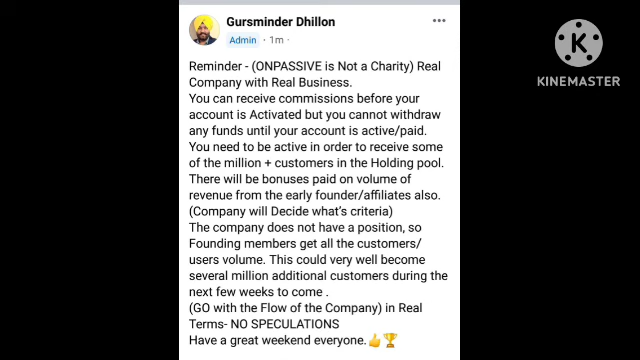 Gursminder Dhillon
Admin · 1m ·
Reminder - (ONPASSIVE is Not a Charity) Real
Company with Real Business.
You can receive commissions before your
account is Activated but you cannot withdraw
any funds until your account is active/paid.
You need to be active in order to receive some
of the million + customers in the Holding pool.
There will be bonuses paid on volume of
revenue from the early founder/affiliates also.
(Company will Decide what's criteria)
The company does not have a position, so
Founding members get all the customers/
users volume. This could very well become
several million additional customers during the
next few weeks to come .
(GO with the Flow of the Company) in Real
Terms- NO SPECULATIONS
Have a great weekend everyone.👍🏆
K
KINEMASTER